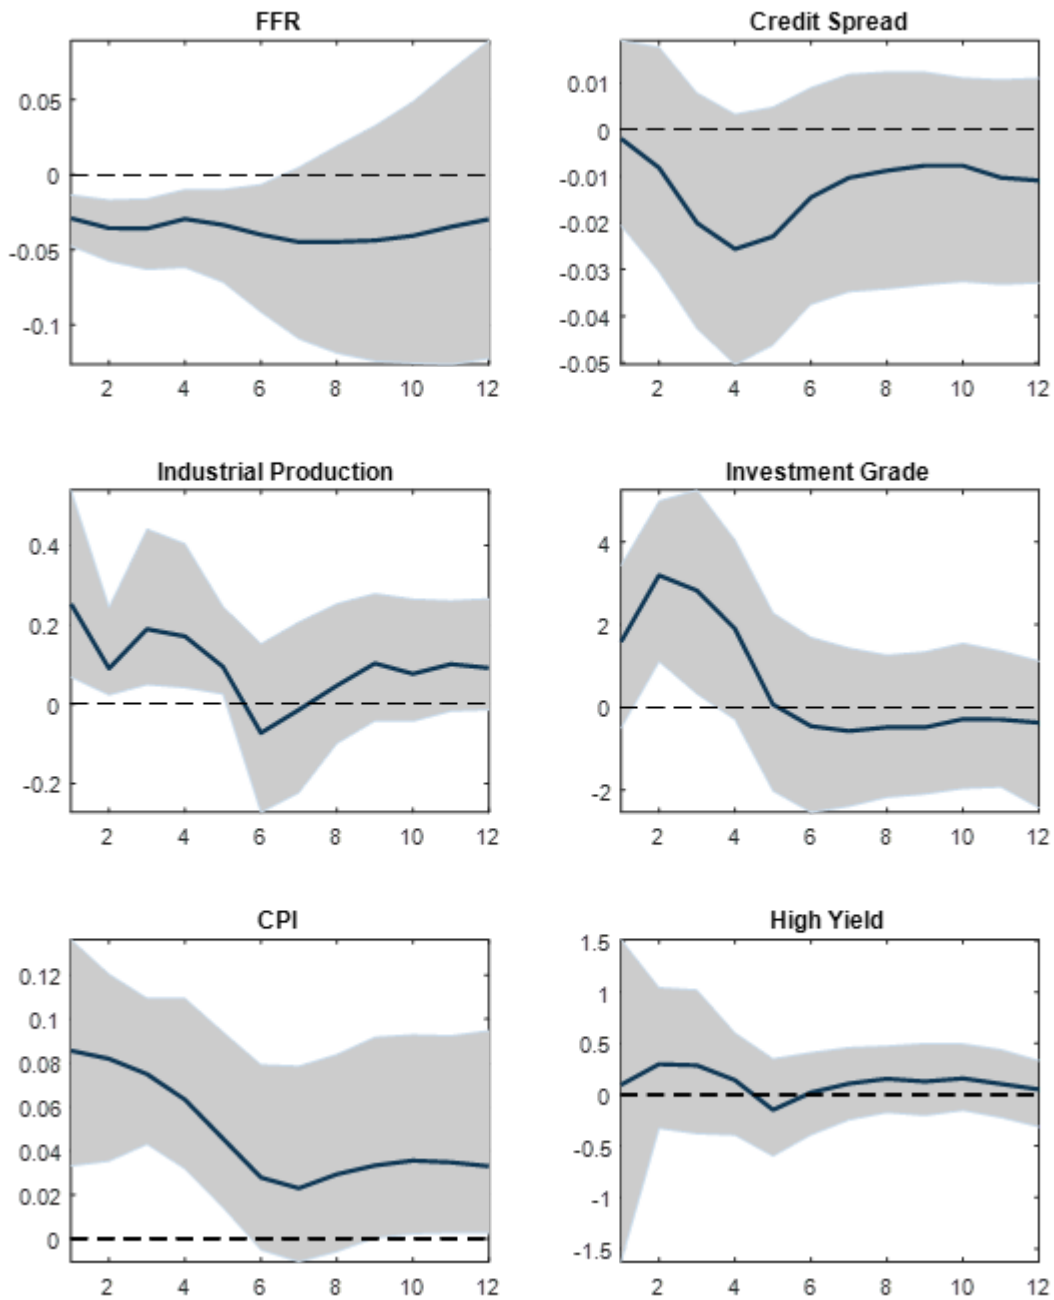 FFR
0.05
0
-0.05
-0.1
2 4 6 8 10 12
Credit Spread
0.01
0
-0.01
-0.02
-0.03
-0.04
-0.05
2 4 6 8 10 12
Industrial Production
0.4
0.2
0
-0.2
2 4 6 8 10 12
Investment Grade
4
2
0
-2
2 4 6 8 10 12
CPI
0.12
0.1
0.08
0.06
0.04
0.02
0
2 4 6 8 10 12
High Yield
1.5
1
0.5
0
-0.5
-1
-1.5
2 4 6 8 10 12